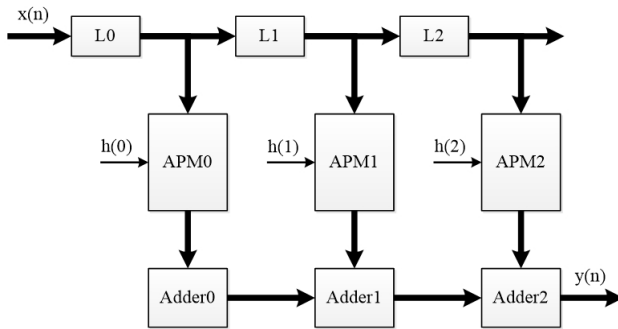 x(n)
L0
L1
L2
h(0)
APM0
h(1)
APM1
h(2)
APM2
Adder0
Adder1
Adder2
y(n)